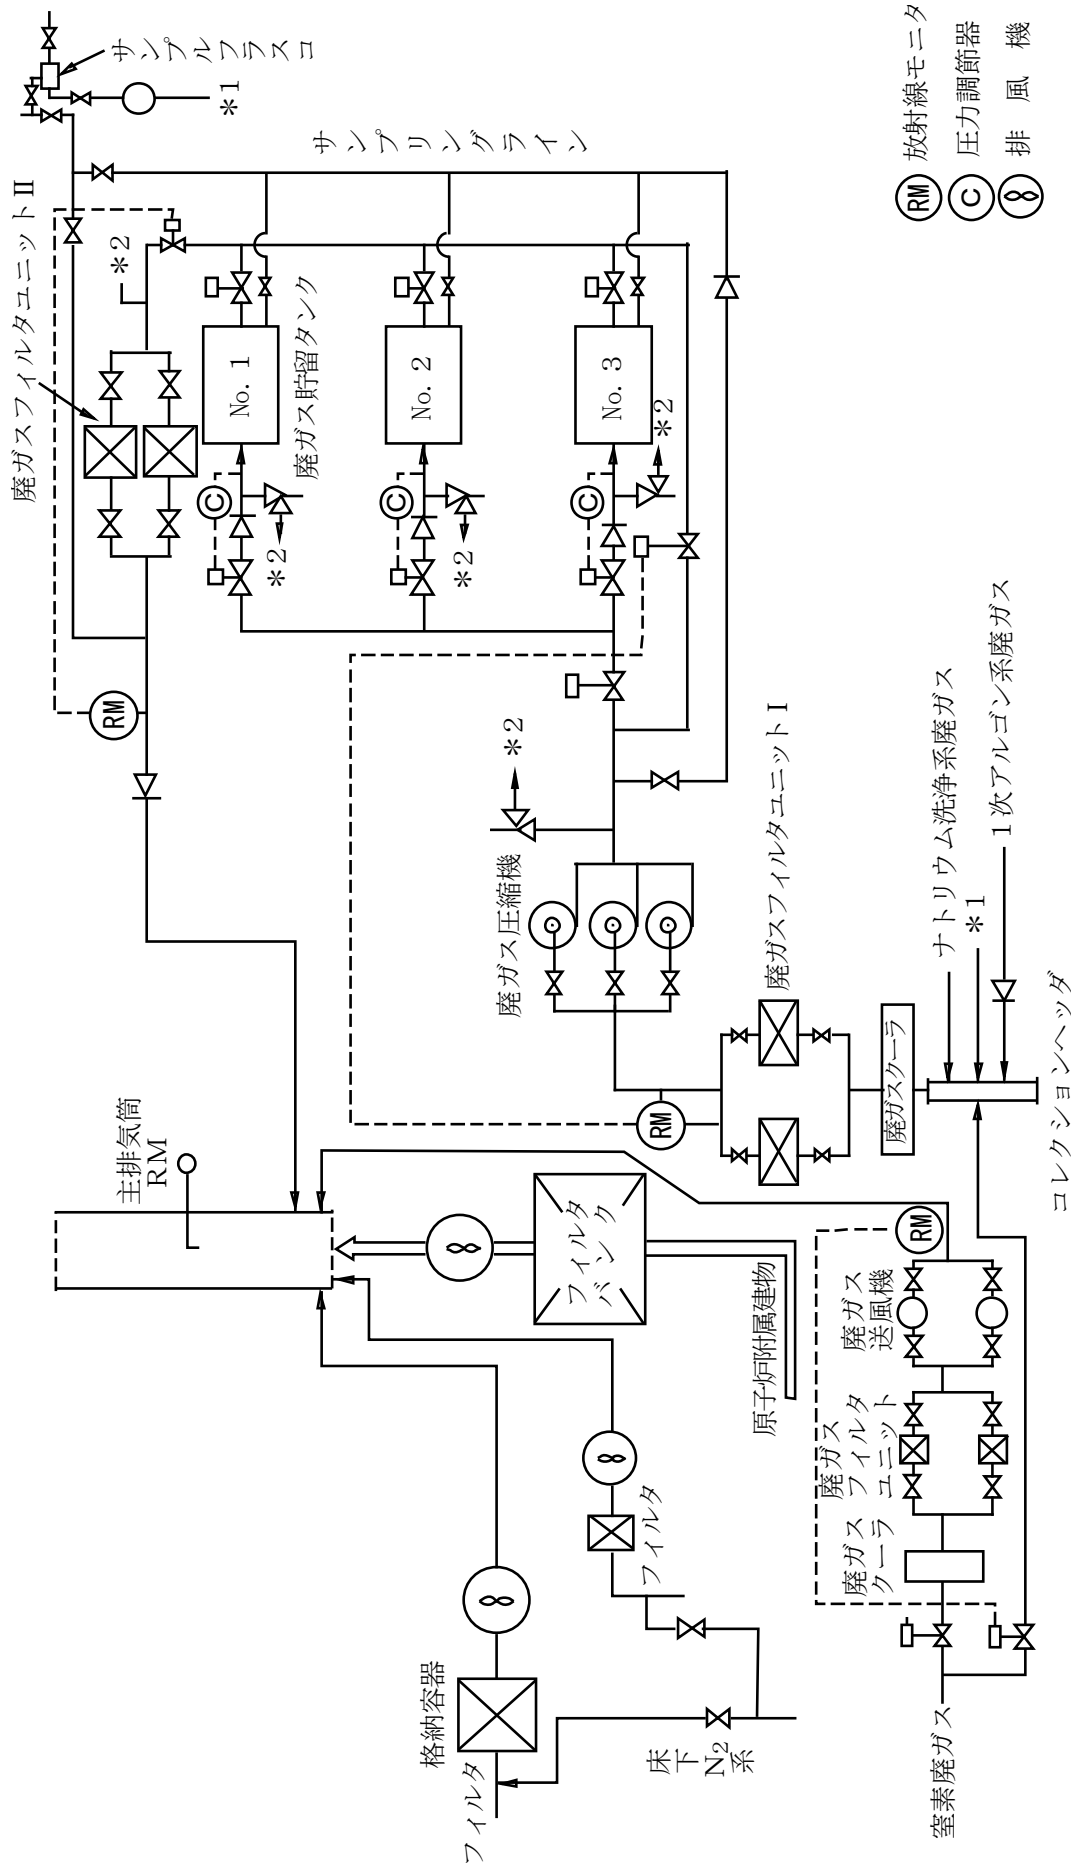 サンプルフラスコ
＊1
サンプリングライン
廃ガスフィルタユニットⅡ
＊2
No. 1
No. 2
No. 3
廃ガス貯留タンク
C
C
C
＊2
＊2
＊2
RM
＊2
廃ガス圧縮機
廃ガスフィルタユニットⅠ
RM
廃ガスクーラ
ナトリウム洗浄系廃ガス
＊1
1次アルゴン系廃ガス
コレクションヘッダ
主排気筒
RM
フィルタ
バンク
原子炉附属建物
RM
廃ガス
送風機
廃ガス
フィルタ
ユニット
廃ガス
クーラ
窒素廃ガス
フィルタ
格納容器
フィルタ
床下
N2
系
RM 放射線モニタ
C 圧力調節器
排風機